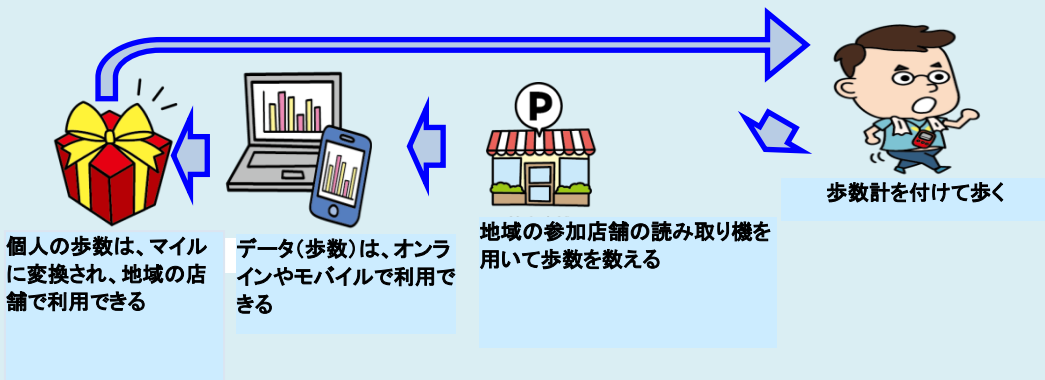 P
歩数計を付けて歩く
地域の参加店舗の読み取り機を
用いて歩数を数える
データ(歩数)は、オンラ
インやモバイルで利用で
きる
個人の歩数は、マイル
に変換され、地域の店
舗で利用できる